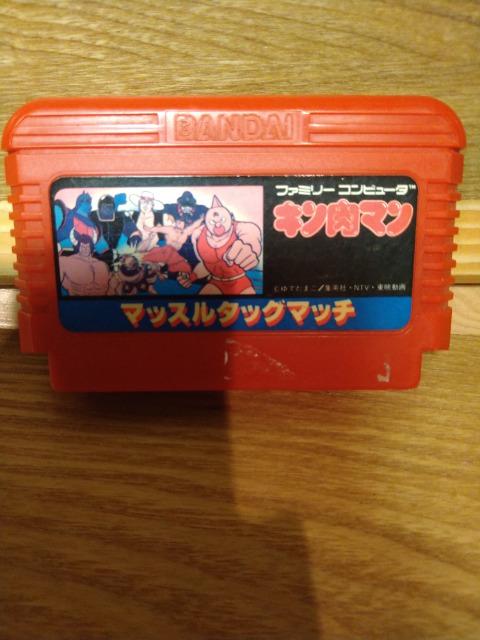 BANDAI
ファミリー コンピュータ™
キン肉マン
©ゆでたまご/集英社・NTV・東映動画
マッスルタッグマッチ